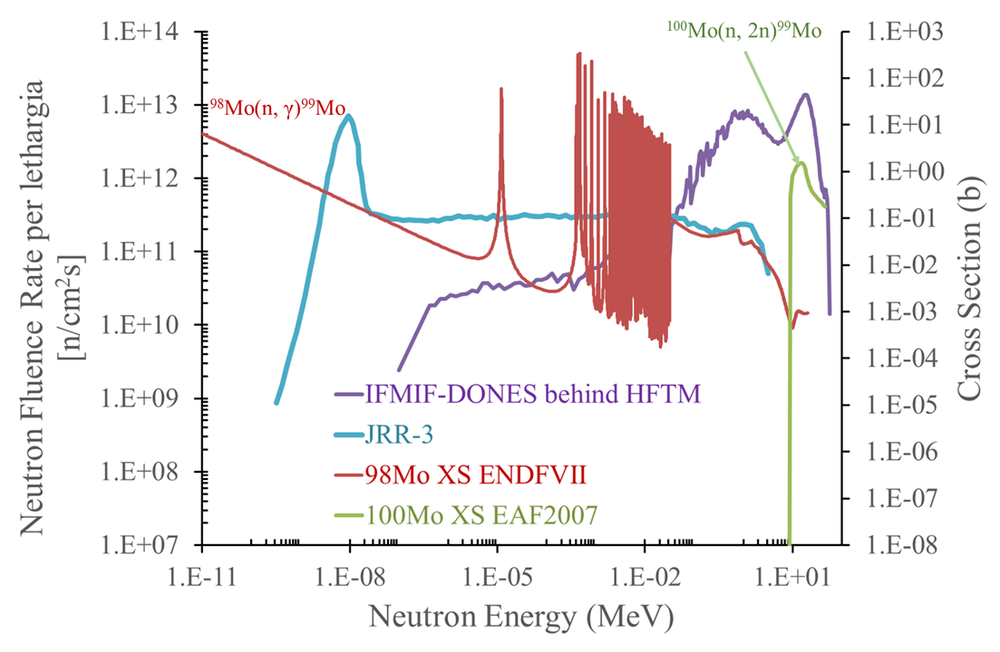 ¹⁰⁰Mo(n, 2n)⁹⁹Mo
⁹⁸Mo(n, γ)⁹⁹Mo
Neutron Fluence Rate per lethargia
[n/cm²s]
1.E+14
1.E+13
1.E+12
1.E+11
1.E+10
1.E+09
1.E+08
1.E+07
IFMIF-DONES behind HFTM
JRR-3
98Mo XS ENDFVII
100Mo XS EAF2007
1.E+03
1.E+02
1.E+01
1.E+00
1.E-01
1.E-02
1.E-03
1.E-04
1.E-05
1.E-06
1.E-07
1.E-08
Cross Section (b)
1.E-11 1.E-08 1.E-05 1.E-02 1.E+01
Neutron Energy (MeV)